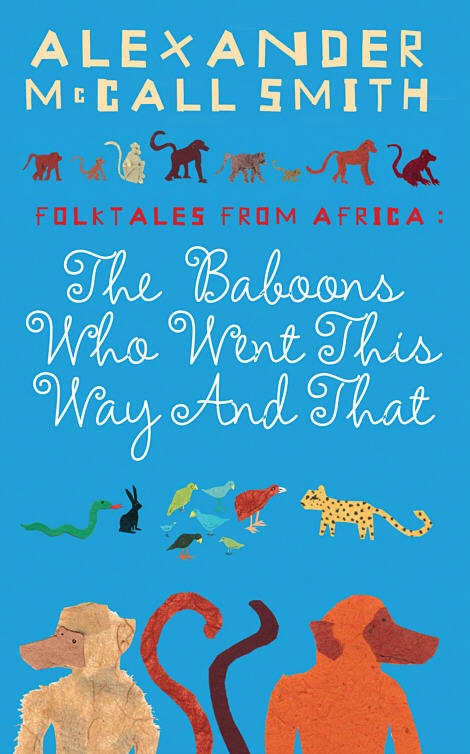 ALEXANDER
McCALL SMITH
FOLKTALES FROM AFRICA:
The Baboons
Who Went This
Way And That